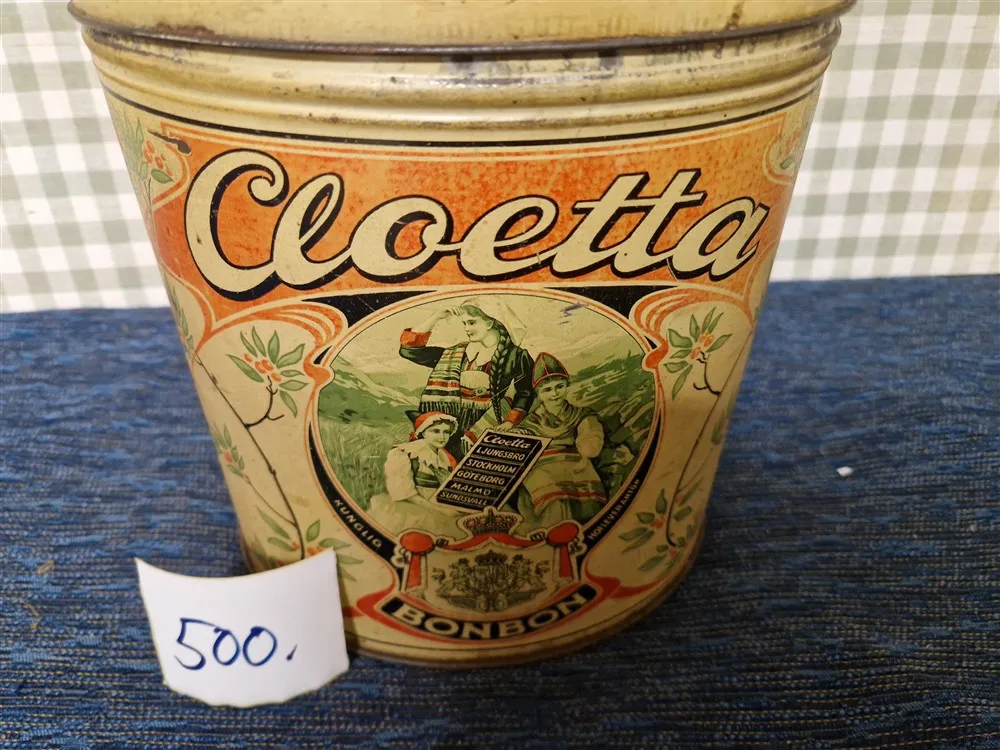 Cloetta
Cloetta
LJUNGSBRO
STOCKHOLM
GÖTEBORG
MALMÖ
SUNDSVALL
KUNGLIG
HOFLEVERANTÖR
BONBON
500.